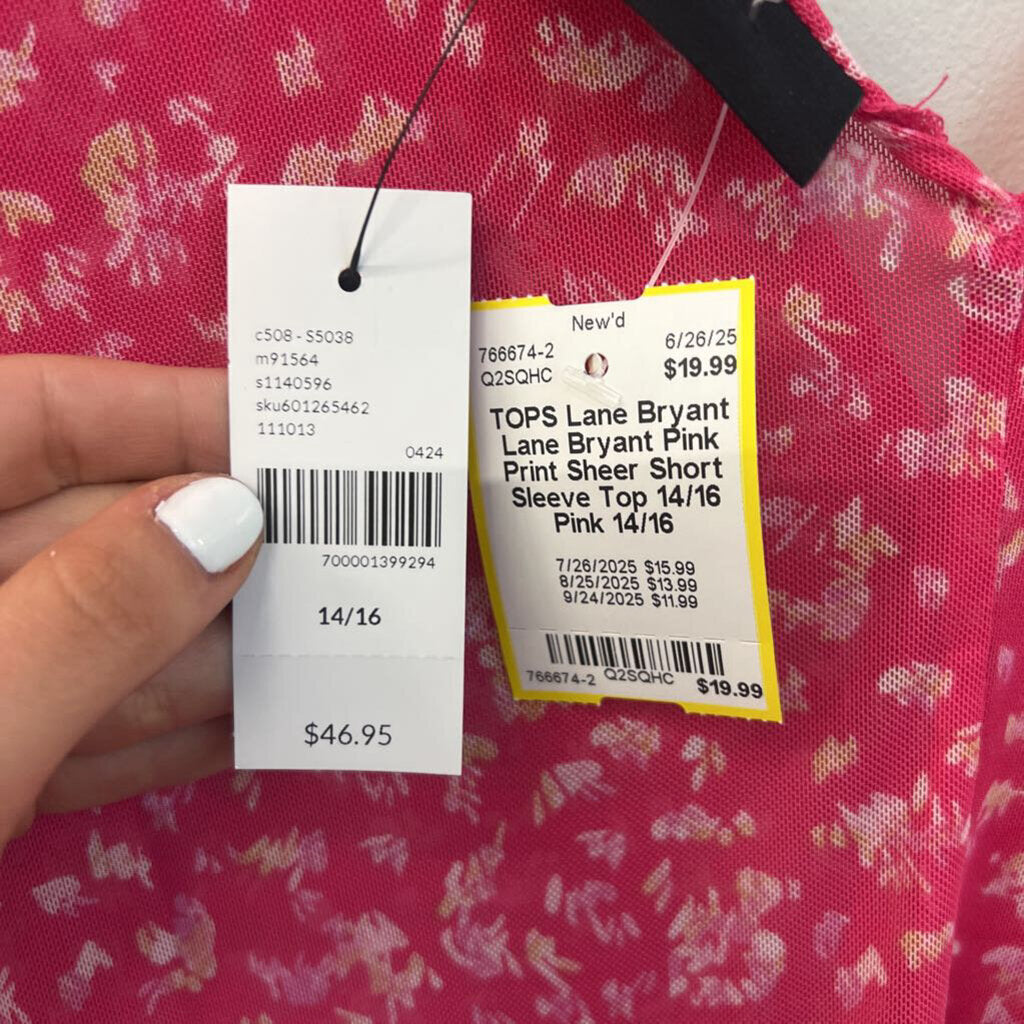 c508 - S5038
m91564
s1140596
sku601265462
111013
0424
700001399294
14/16
$46.95
New'd
766674-2
Q2SQHC
6/26/25
$19.99
TOPS Lane Bryant
Lane Bryant Pink
Print Sheer Short
Sleeve Top 14/16
Pink 14/16
7/26/2025 $15.99
8/25/2025 $13.99
9/24/2025 $11.99
766674-2 Q2SQHC $19.99